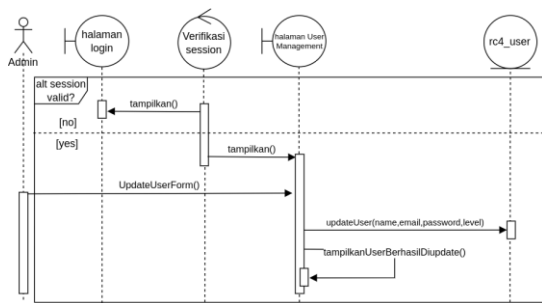 halaman
login
Verifikasi
session
halaman User
Management
rc4_user
Admin
alt session
valid?
tampilkan()
[no]
[yes]
tampilkan()
UpdateUserForm()
updateUser(name,email,password,level)
tampilkanUserBerhasilDiupdate()